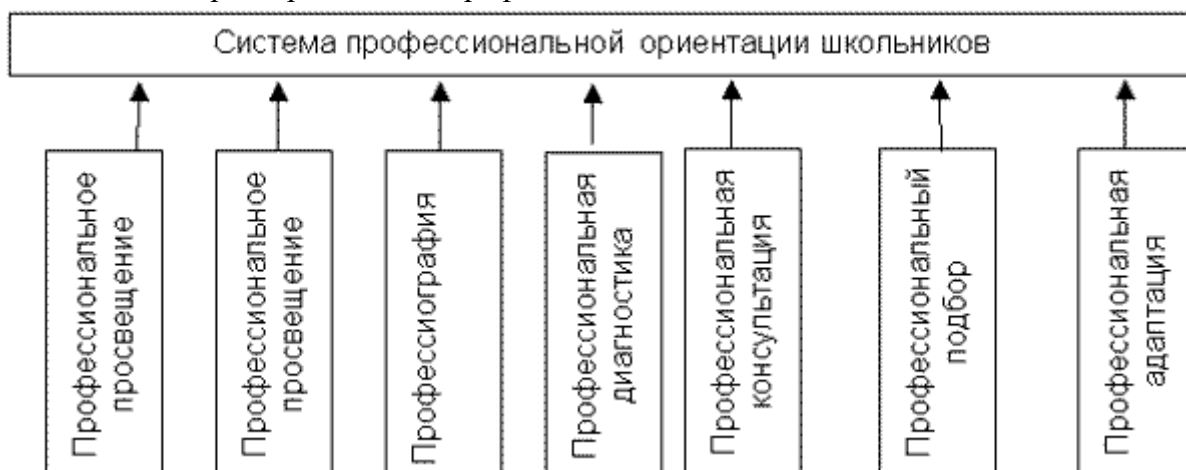 Система профессиональной ориентации школьников
Профессиональное
просвещение
Профессиональное
просвещение
Профессиография
Профессиональная
диагностика
Профессиональная
консультация
Профессиональный
подбор
Профессиональная
адаптация